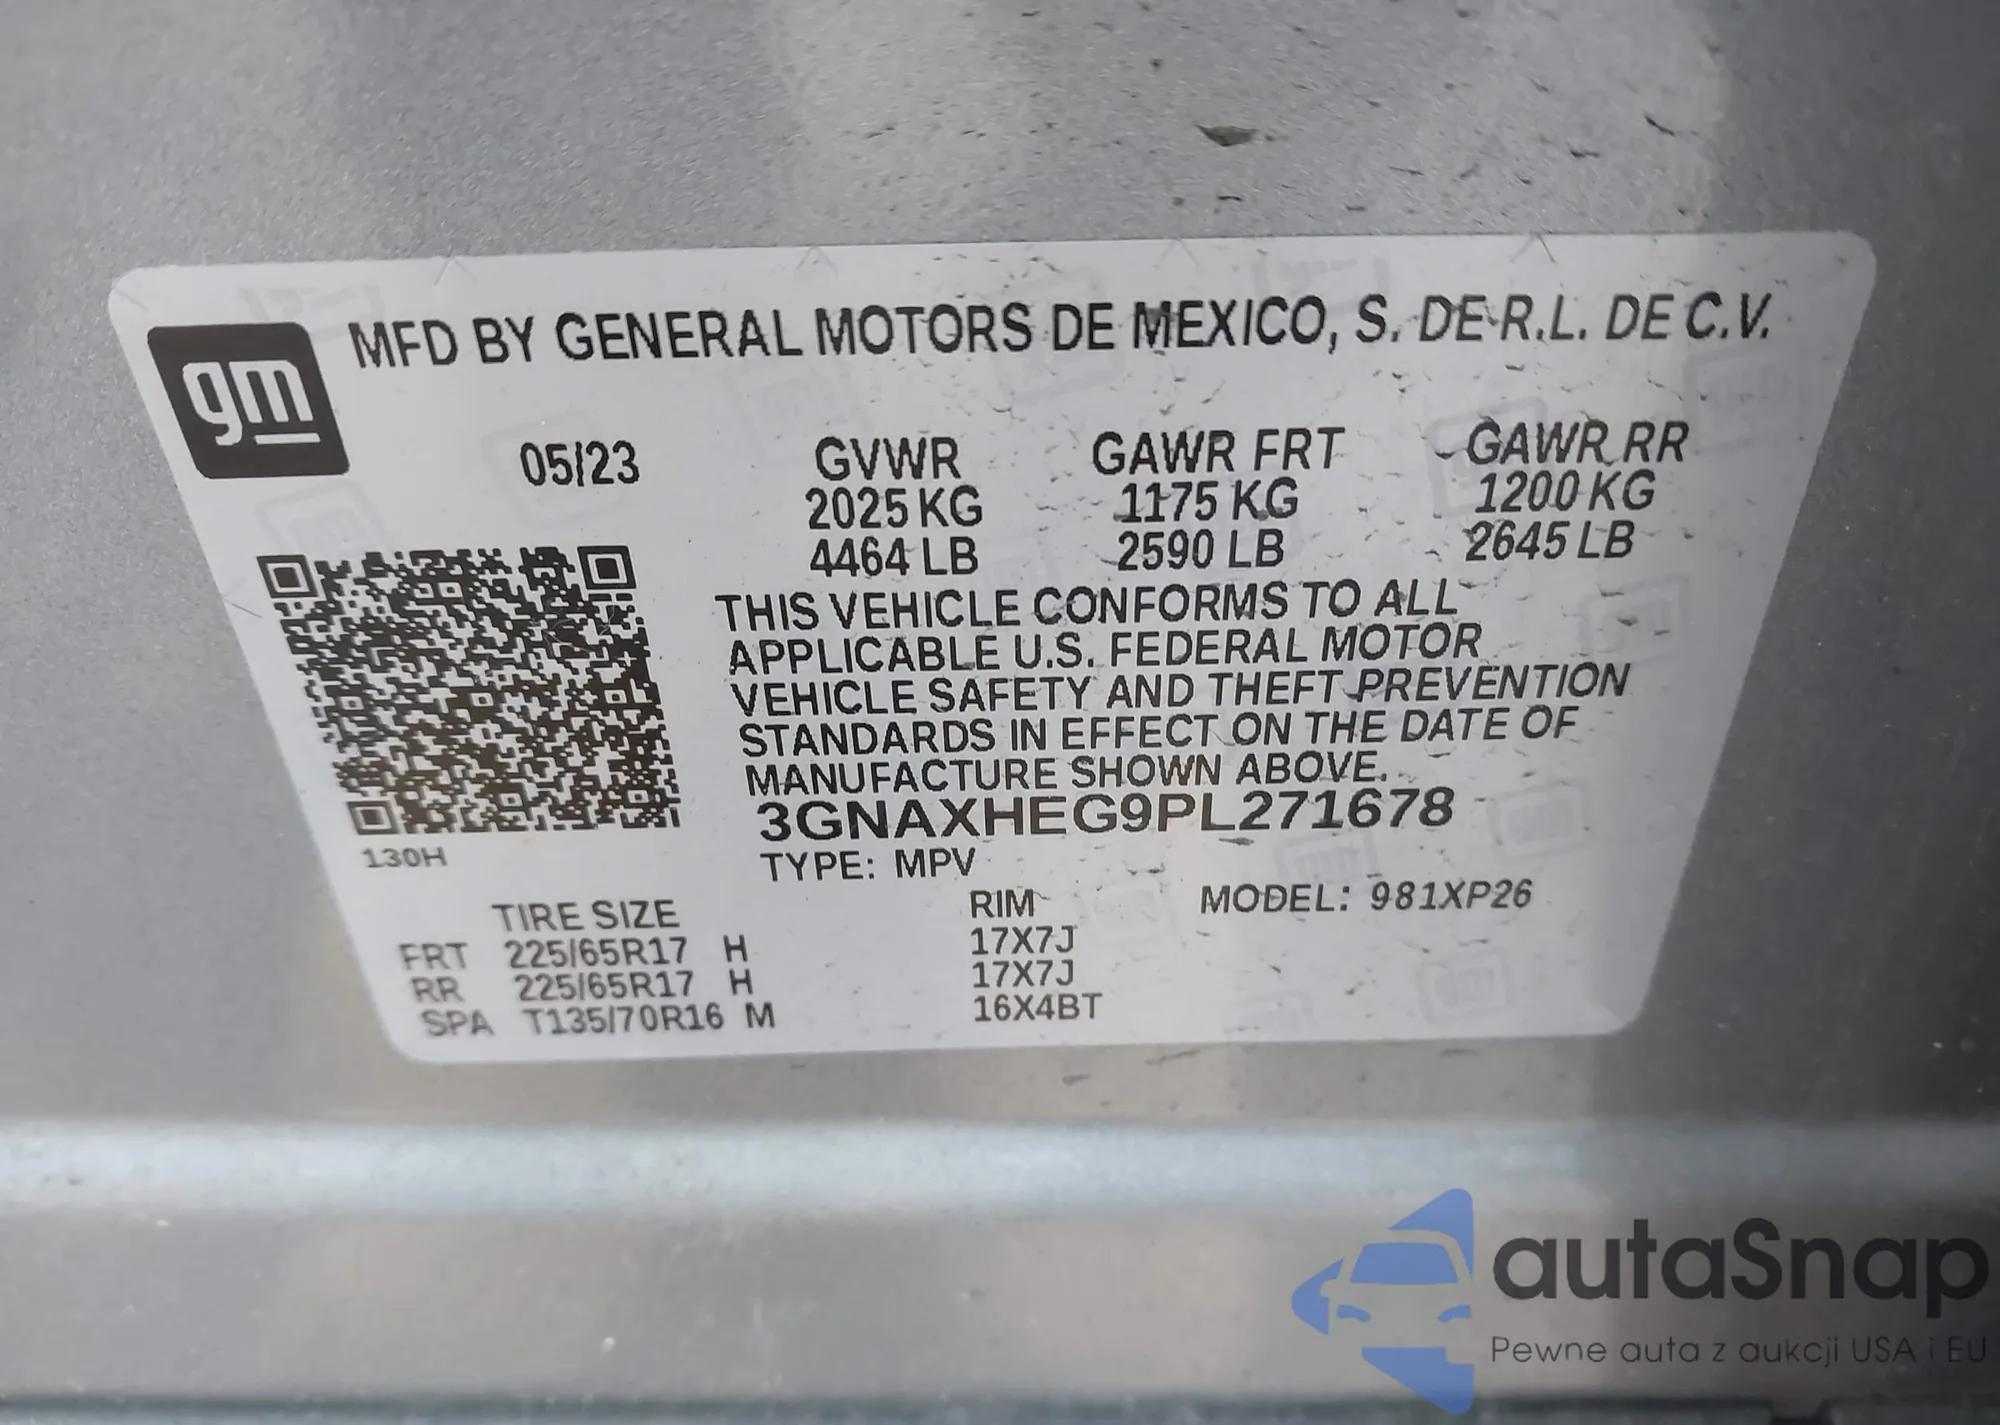 gm
MFD BY GENERAL MOTORS DE MEXICO, S. DE R.L. DE C.V.
05/23 GVWR GAWR FRT GAWR RR
2025 KG 1175 KG 1200 KG
4464 LB 2590 LB 2645 LB
THIS VEHICLE CONFORMS TO ALL
APPLICABLE U.S. FEDERAL MOTOR
VEHICLE SAFETY AND THEFT PREVENTION
STANDARDS IN EFFECT ON THE DATE OF
MANUFACTURE SHOWN ABOVE.
3GNAXHEG9PL271678
130H
TYPE: MPV
TIRE SIZE RIM MODEL: 981XP26
FRT 225/65R17 H 17X7J
RR 225/65R17 H 17X7J
SPA T135/70R16 M 16X4BT
autaSnap
Pewne auta z aukcji USA i EU